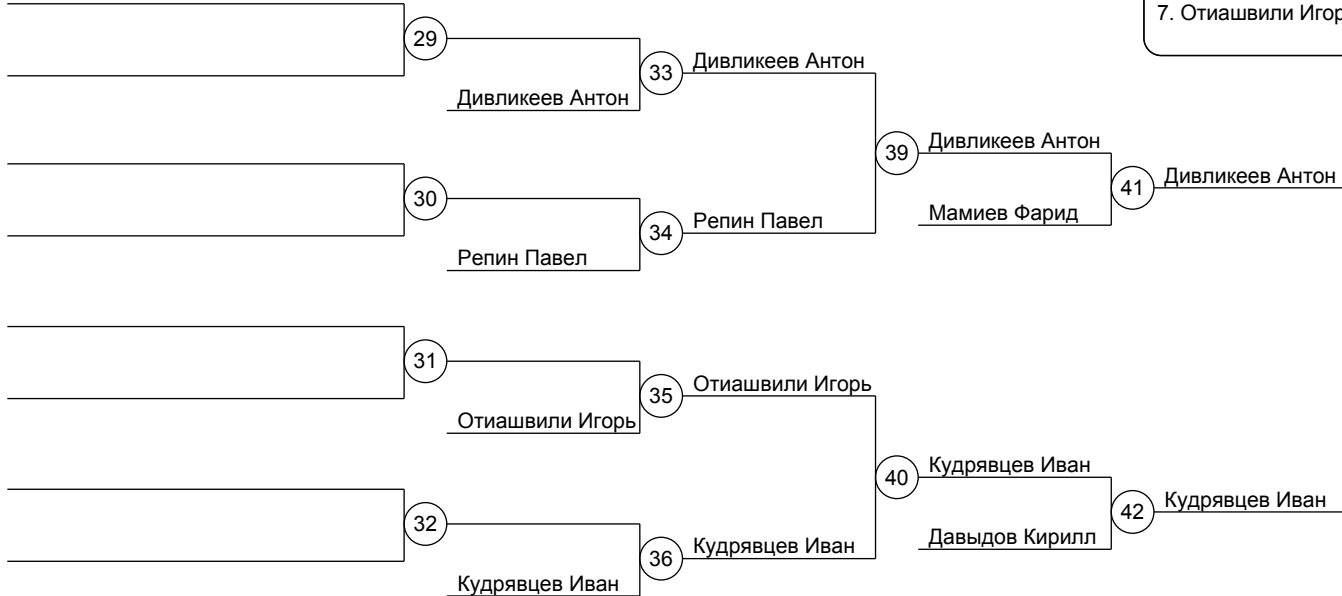 7. Отиашвили Игор
29
33
Дивликеев Антон
Дивликеев Антон
39
Дивликеев Антон
41
Дивликеев Антон
30
34
Репин Павел
Мамиев Фарид
Репин Павел
31
35
Отиашвили Игорь
Отиашвили Игорь
40
Кудрявцев Иван
42
Кудрявцев Иван
32
36
Кудрявцев Иван
Давыдов Кирилл
Кудрявцев Иван